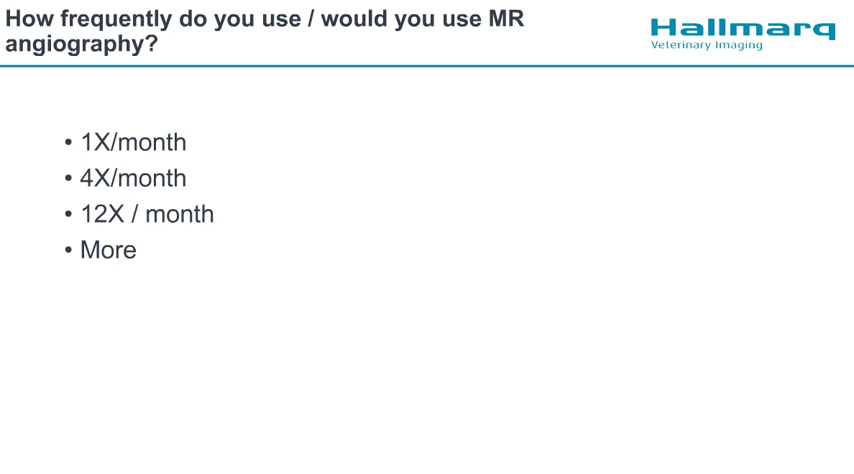 How frequently do you use / would you use MR
angiography?
Hallmarq
Veterinary Imaging
• 1X/month
• 4X/month
• 12X / month
• More